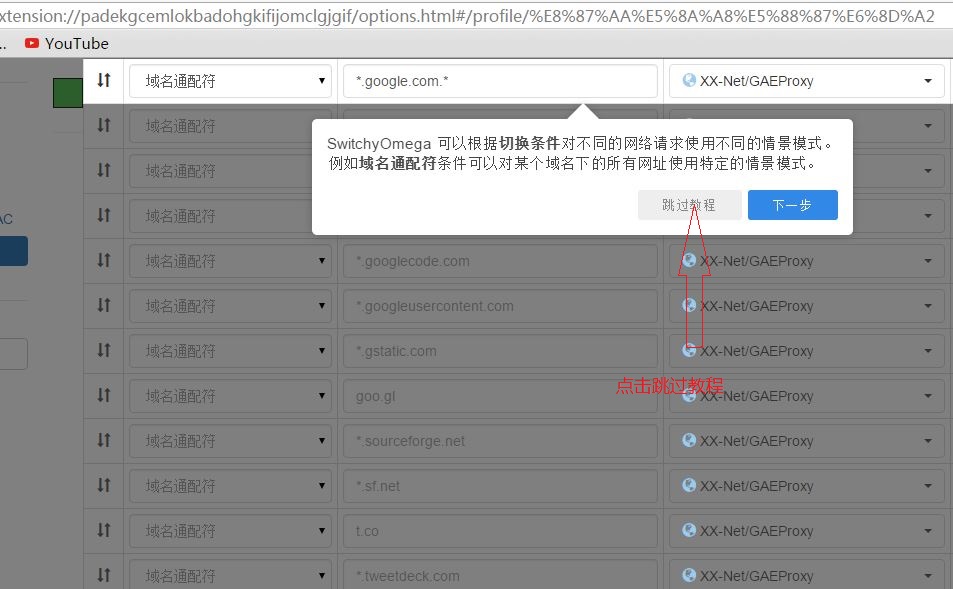 xtension://padekgcemlokbadohgkifijomclgjgif/options.html#/profile/%E8%87%AA%E5%8A%A8%E5%88%87%E6%8D%A2
.. YouTube
域名通配符 *.google.com.* XX-Net/GAEProxy
域名通配符
SwitchyOmega 可以根据切换条件对不同的网络请求使用不同的情景模式。
例如域名通配符条件可以对某个域名下的所有网址使用特定的情景模式。
域名通配符
跳过教程 下一步
域名通配符
AC
域名通配符 *.googlecode.com XX-Net/GAEProxy
域名通配符 *.googleusercontent.com XX-Net/GAEProxy
域名通配符 *.gstatic.com XX-Net/GAEProxy
点击跳过教程
域名通配符 goo.gl XX-Net/GAEProxy
域名通配符 *.sourceforge.net XX-Net/GAEProxy
域名通配符 *.sf.net XX-Net/GAEProxy
域名通配符 t.co XX-Net/GAEProxy
域名通配符 *.tweetdeck.com XX-Net/GAEProxy